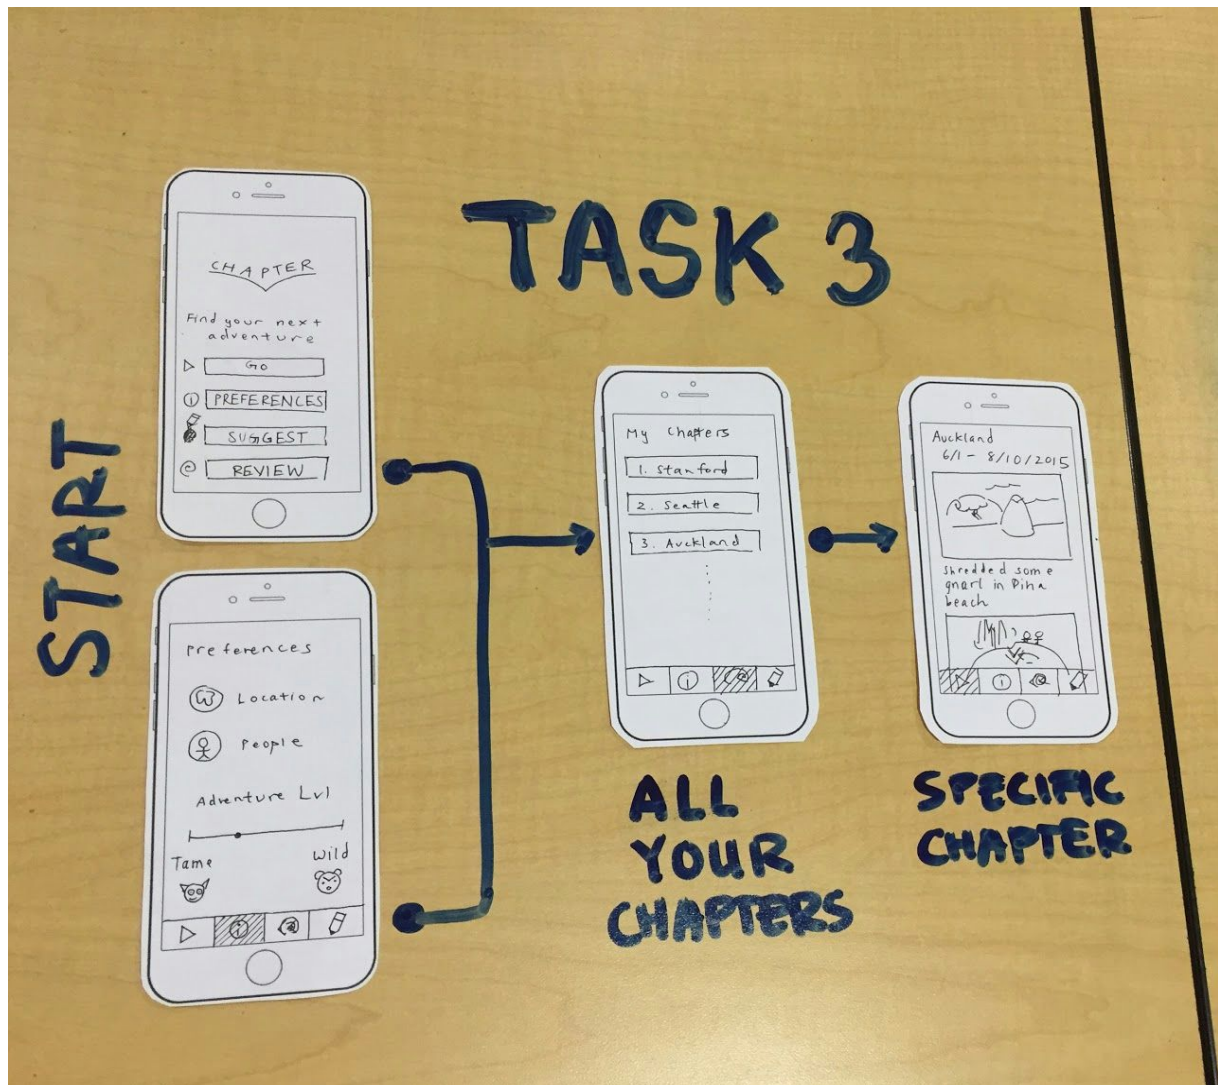 TASK 3
START
CHAPTER
Find your next
adventure
GO
PREFERENCES
SUGGEST
REVIEW
Preferences
Location
People
Adventure Lvl
Tame
Wild
My Chapters
1. Stanford
2. Seattle
3. Auckland
ALL
YOUR
CHAPTERS
Auckland
6/1 - 8/10/2015
Shredded some
gnarl in Piha
beach
SPECIFIC
CHAPTER